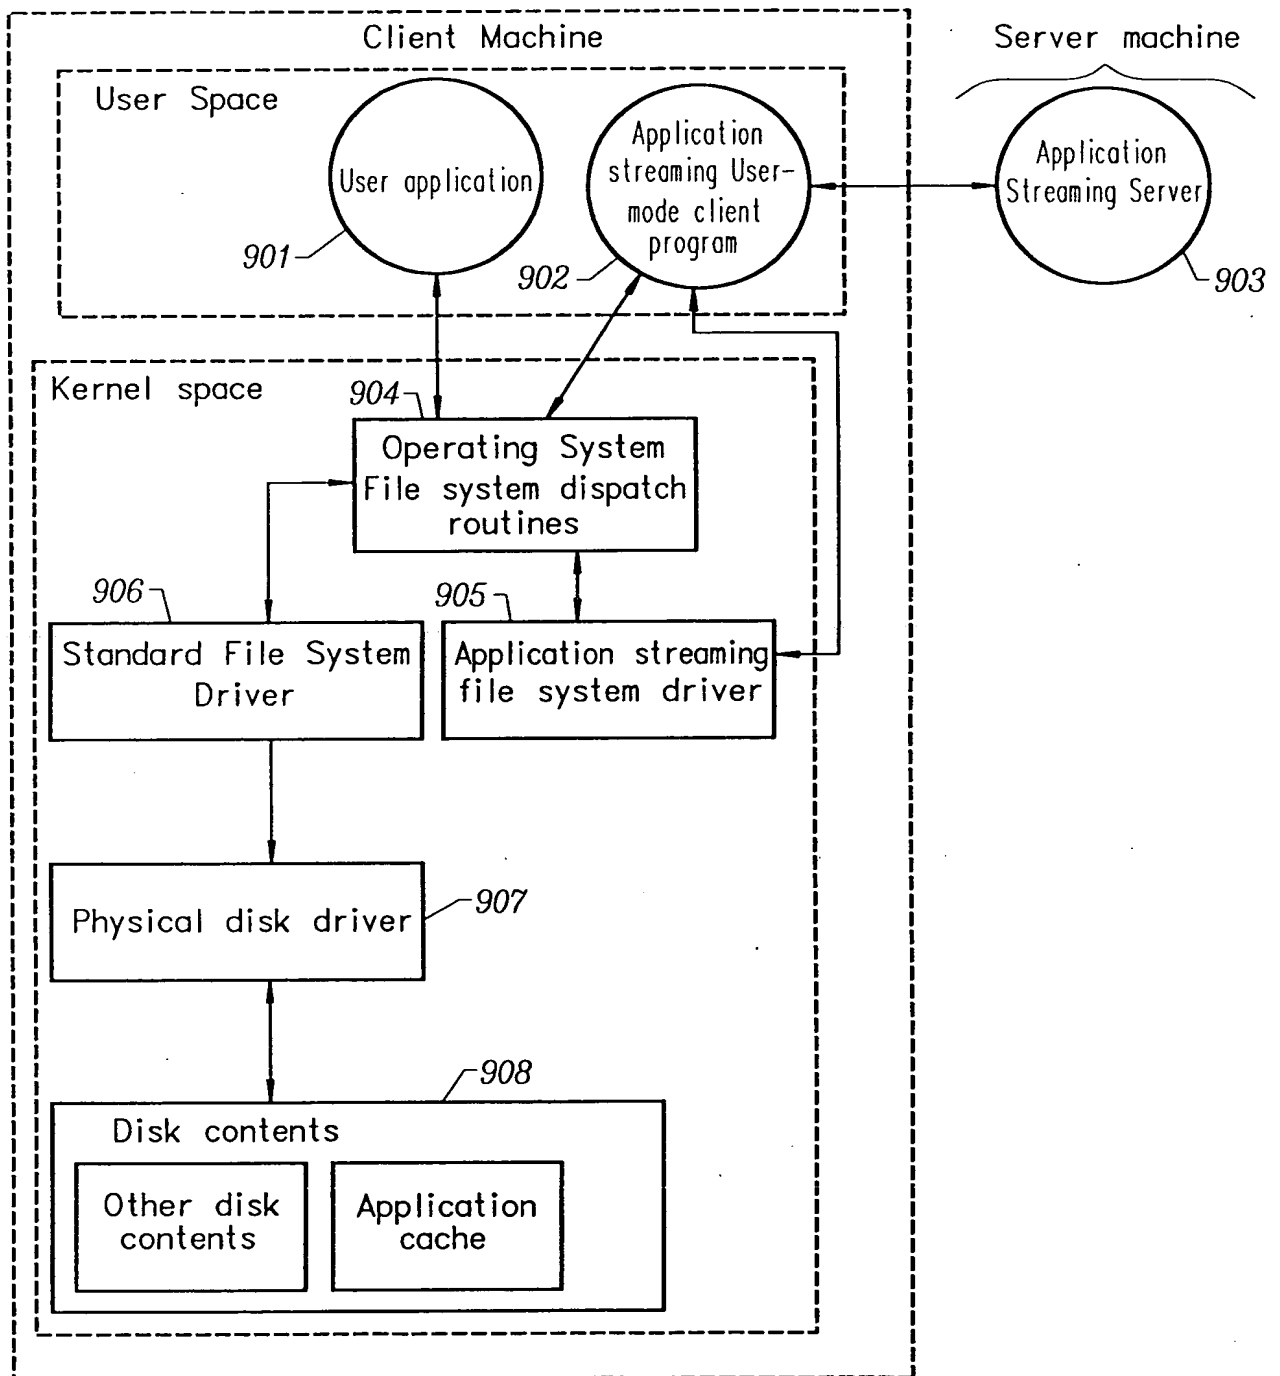 Client Machine
Server machine
User Space
User application
Application
streaming User-
mode client
program
Application
Streaming Server
901
902
903
Kernel space
904
Operating System
File system dispatch
routines
906
905
Standard File System
Driver
Application streaming
file system driver
Physical disk driver
907
908
Disk contents
Other disk
contents
Application
cache